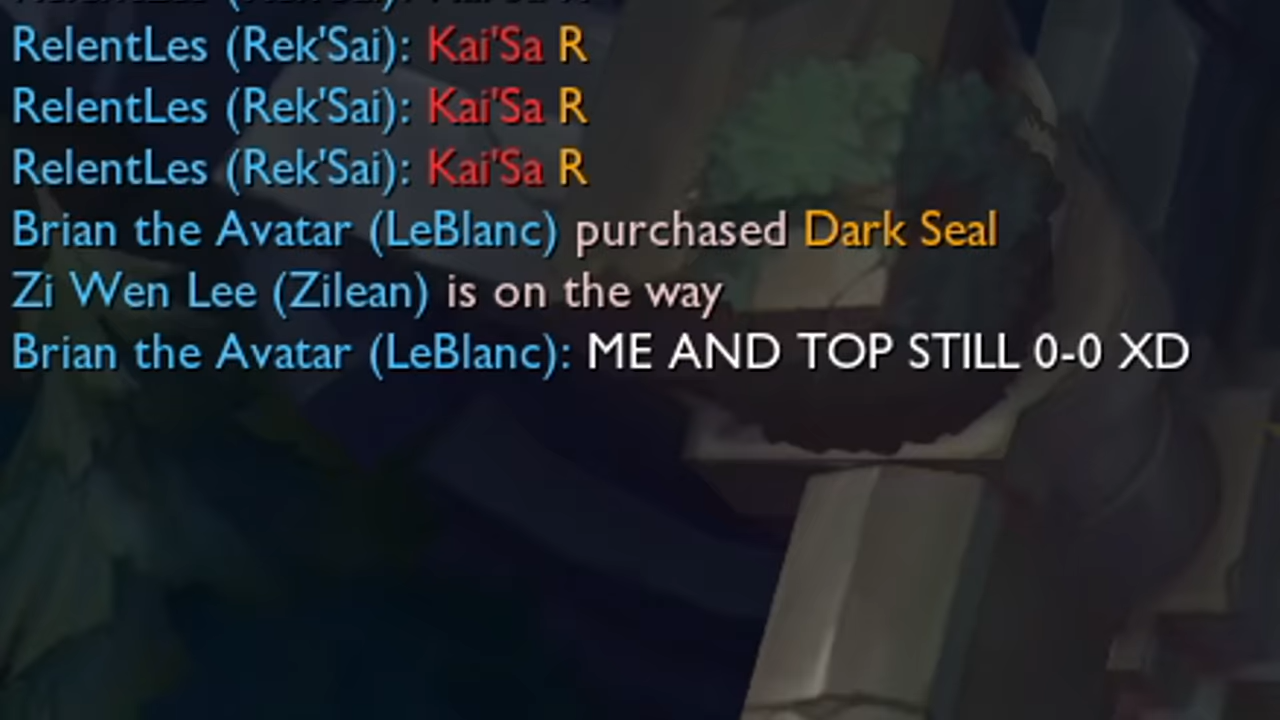 RelentLes (Rek'Sai): Kai'Sa R
RelentLes (Rek'Sai): Kai'Sa R
RelentLes (Rek'Sai): Kai'Sa R
Brian the Avatar (LeBlanc) purchased Dark Seal
Zi Wen Lee (Zilean) is on the way
Brian the Avatar (LeBlanc): ME AND TOP STILL 0-0 XD